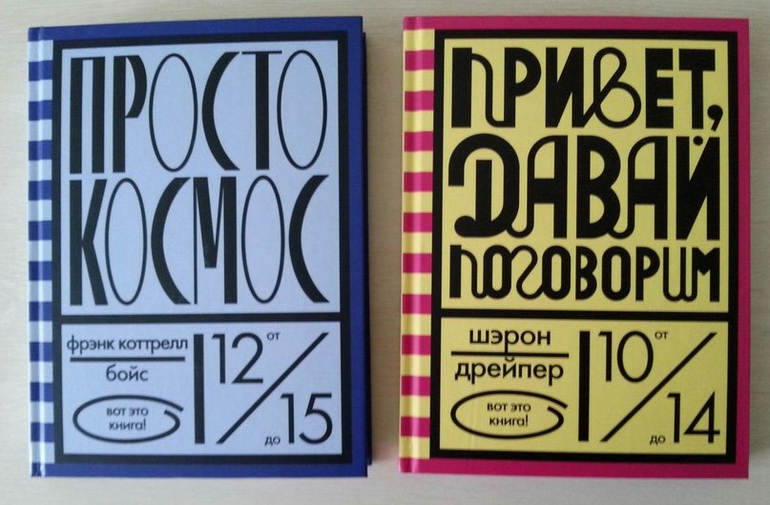 ПРОСТО
КОСМОС
фрэнк коттрелл
бойс
вот это
книга!
от
12
до 15
ПРИВЕТ,
ДАВАЙ
ПОГОВОРИМ
шэрон
дрейпер
вот это
книга!
от
10
до 14